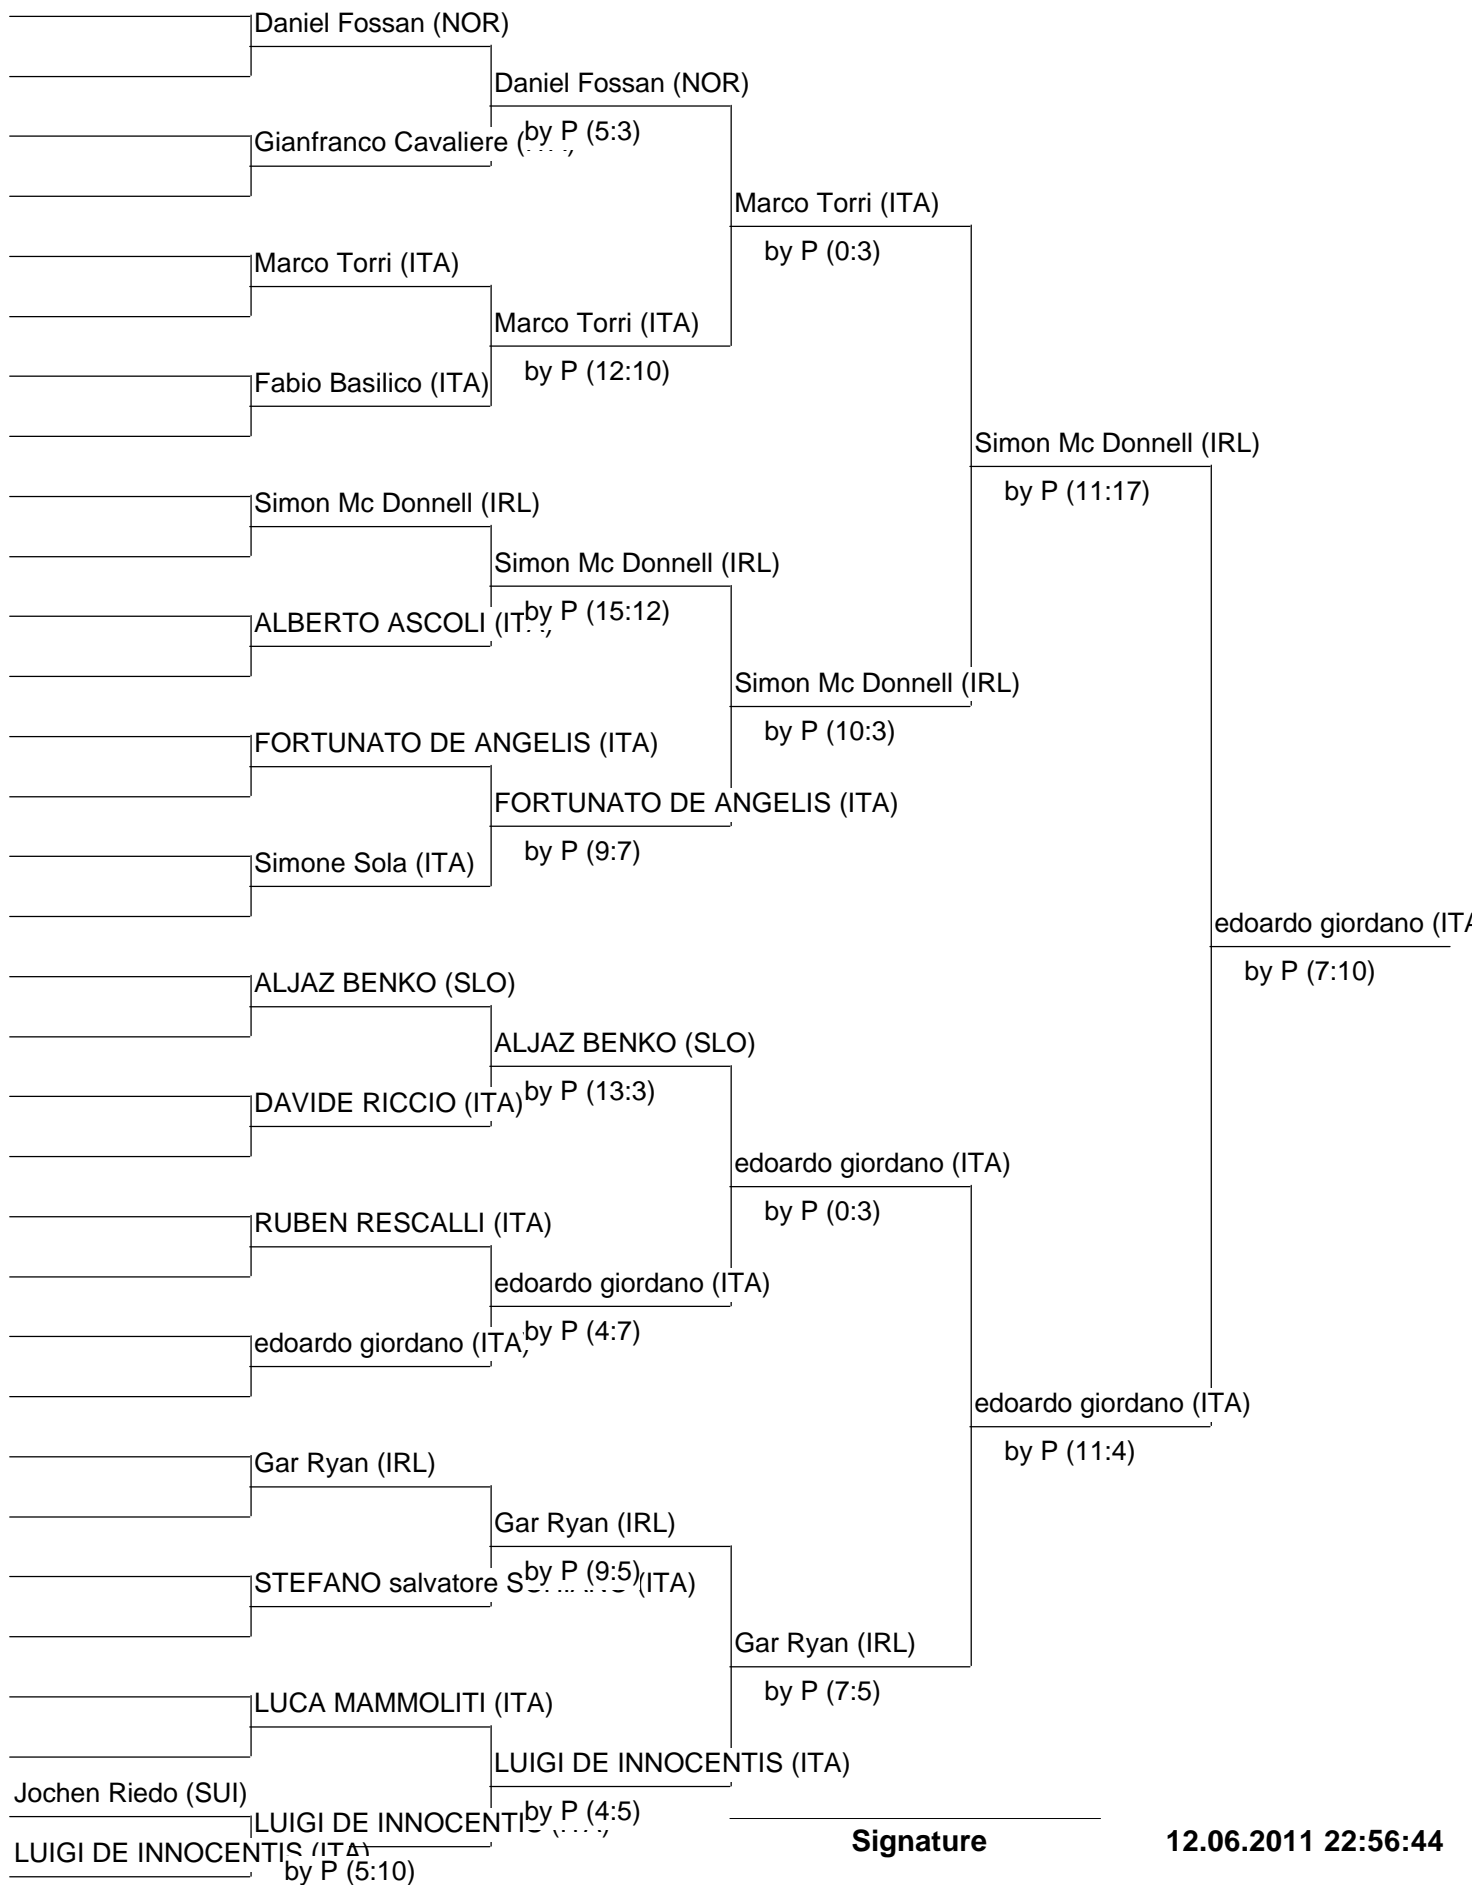 Daniel Fossan (NOR)
Daniel Fossan (NOR)
by P (5:3)
Gianfranco Cavaliere (
Marco Torri (ITA)
by P (0:3)
Marco Torri (ITA)
Marco Torri (ITA)
by P (12:10)
Fabio Basilico (ITA)
Simon Mc Donnell (IRL)
by P (11:17)
Simon Mc Donnell (IRL)
Simon Mc Donnell (IRL)
by P (15:12)
ALBERTO ASCOLI (ITA)
Simon Mc Donnell (IRL)
by P (10:3)
FORTUNATO DE ANGELIS (ITA)
FORTUNATO DE ANGELIS (ITA)
by P (9:7)
Simone Sola (ITA)
edoardo giordano (ITA
by P (7:10)
ALJAZ BENKO (SLO)
ALJAZ BENKO (SLO)
by P (13:3)
DAVIDE RICCIO (ITA)
edoardo giordano (ITA)
by P (0:3)
RUBEN RESCALLI (ITA)
edoardo giordano (ITA)
by P (4:7)
edoardo giordano (ITA)
edoardo giordano (ITA)
by P (11:4)
Gar Ryan (IRL)
Gar Ryan (IRL)
by P (9:5)
STEFANO salvatore (ITA)
Gar Ryan (IRL)
by P (7:5)
LUCA MAMMOLITI (ITA)
LUIGI DE INNOCENTIS (ITA)
by P (4:5)
Jochen Riedo (SUI)
LUIGI DE INNOCENTIS (ITA)
LUIGI DE INNOCENTIS (ITA)
by P (5:10)
Signature
12.06.2011 22:56:44